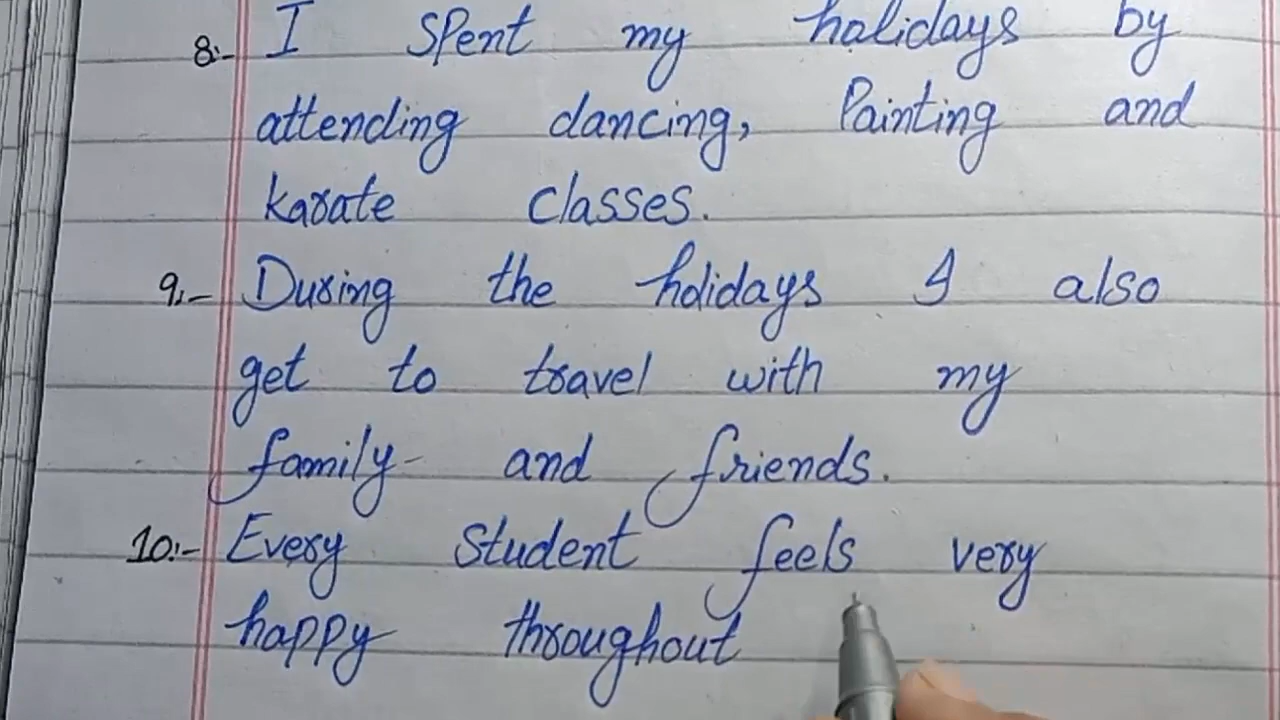 8:- I Spent my holidays by
attending dancing, Painting and
karate classes.
9:- During the holidays I also
get to travel with my
family and friends.
10:- Every Student feels very
happy throughout